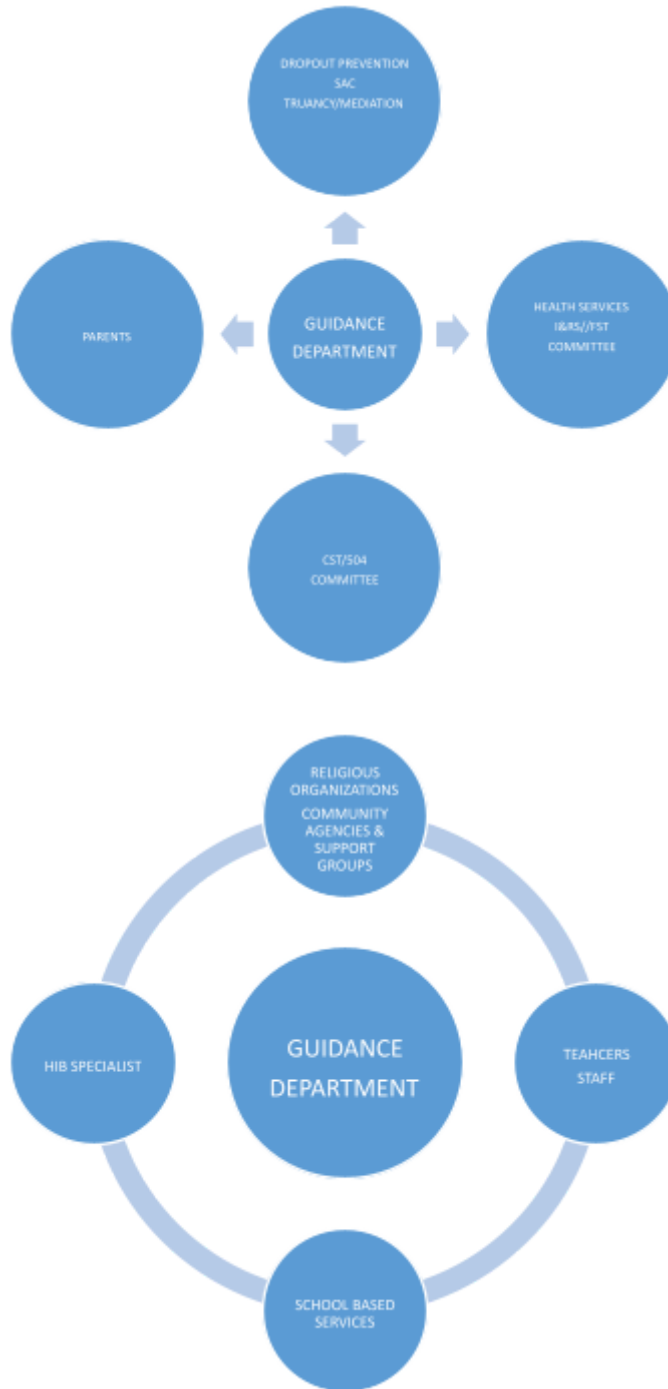 DROPOUT PREVENTION
SAC
TRUANCY/MEDIATION
PARENTS
GUIDANCE
DEPARTMENT
HEALTH SERVICES
I&RS//FST
COMMITTEE
CST/504
COMMITTEE
RELIGIOUS
ORGANIZATIONS
COMMUNITY
AGENCIES &
SUPPORT
GROUPS
HIB SPECIALIST
GUIDANCE
DEPARTMENT
TEAHCERS
STAFF
SCHOOL BASED
SERVICES